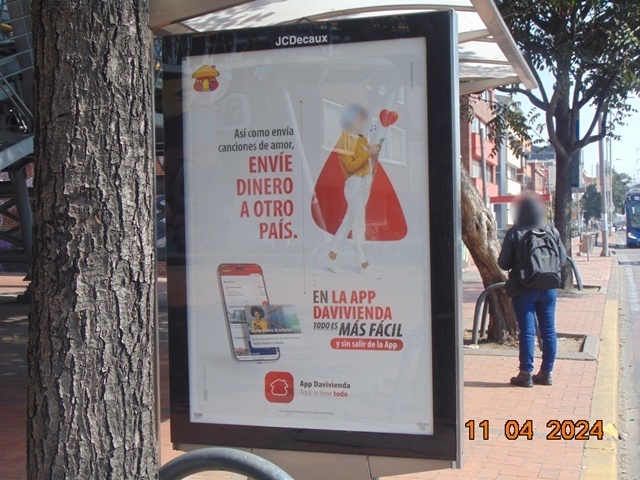 JCDecaux
Así como envía
canciones de amor,
ENVÍE
DINERO
A OTRO
PAÍS.
EN LA APP
DAVIVIENDA
TODO ES MÁS FÁCIL
y sin salir de la App
App Davivienda
Aquí, lo tiene todo
11 04 2024